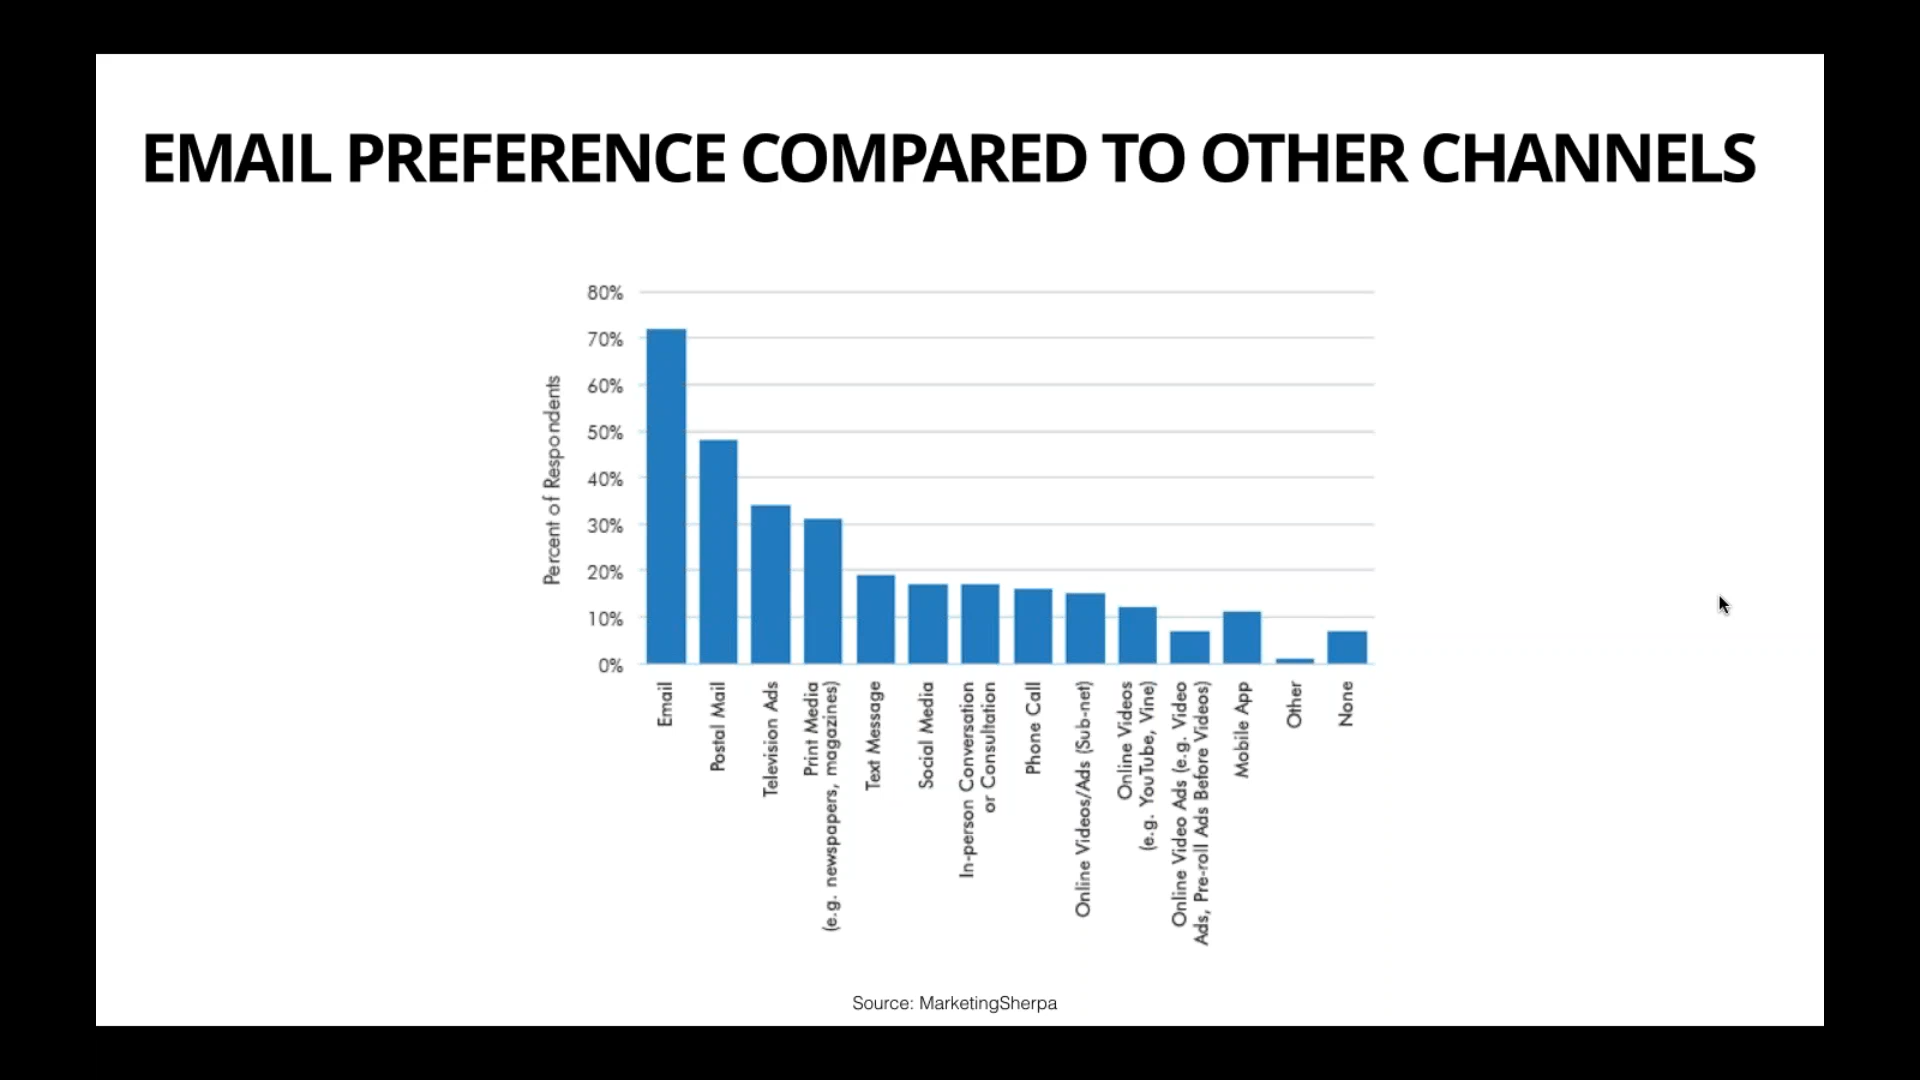 EMAIL PREFERENCE COMPARED TO OTHER CHANNELS
Percent of Respondents
80%
70%
60%
50%
40%
30%
20%
10%
0%
Email
Postal Mail
Television Ads
Print Media
(e.g. newspapers, magazines)
Text Message
Social Media
In-person Conversation
or Consultation
Phone Call
Online Videos/Ads (Sub-net)
Online Videos
(e.g. YouTube, Vine)
Online Video Ads (e.g. Video
Ads, Pre-roll Ads Before Videos)
Mobile App
Other
None
Source: MarketingSherpa